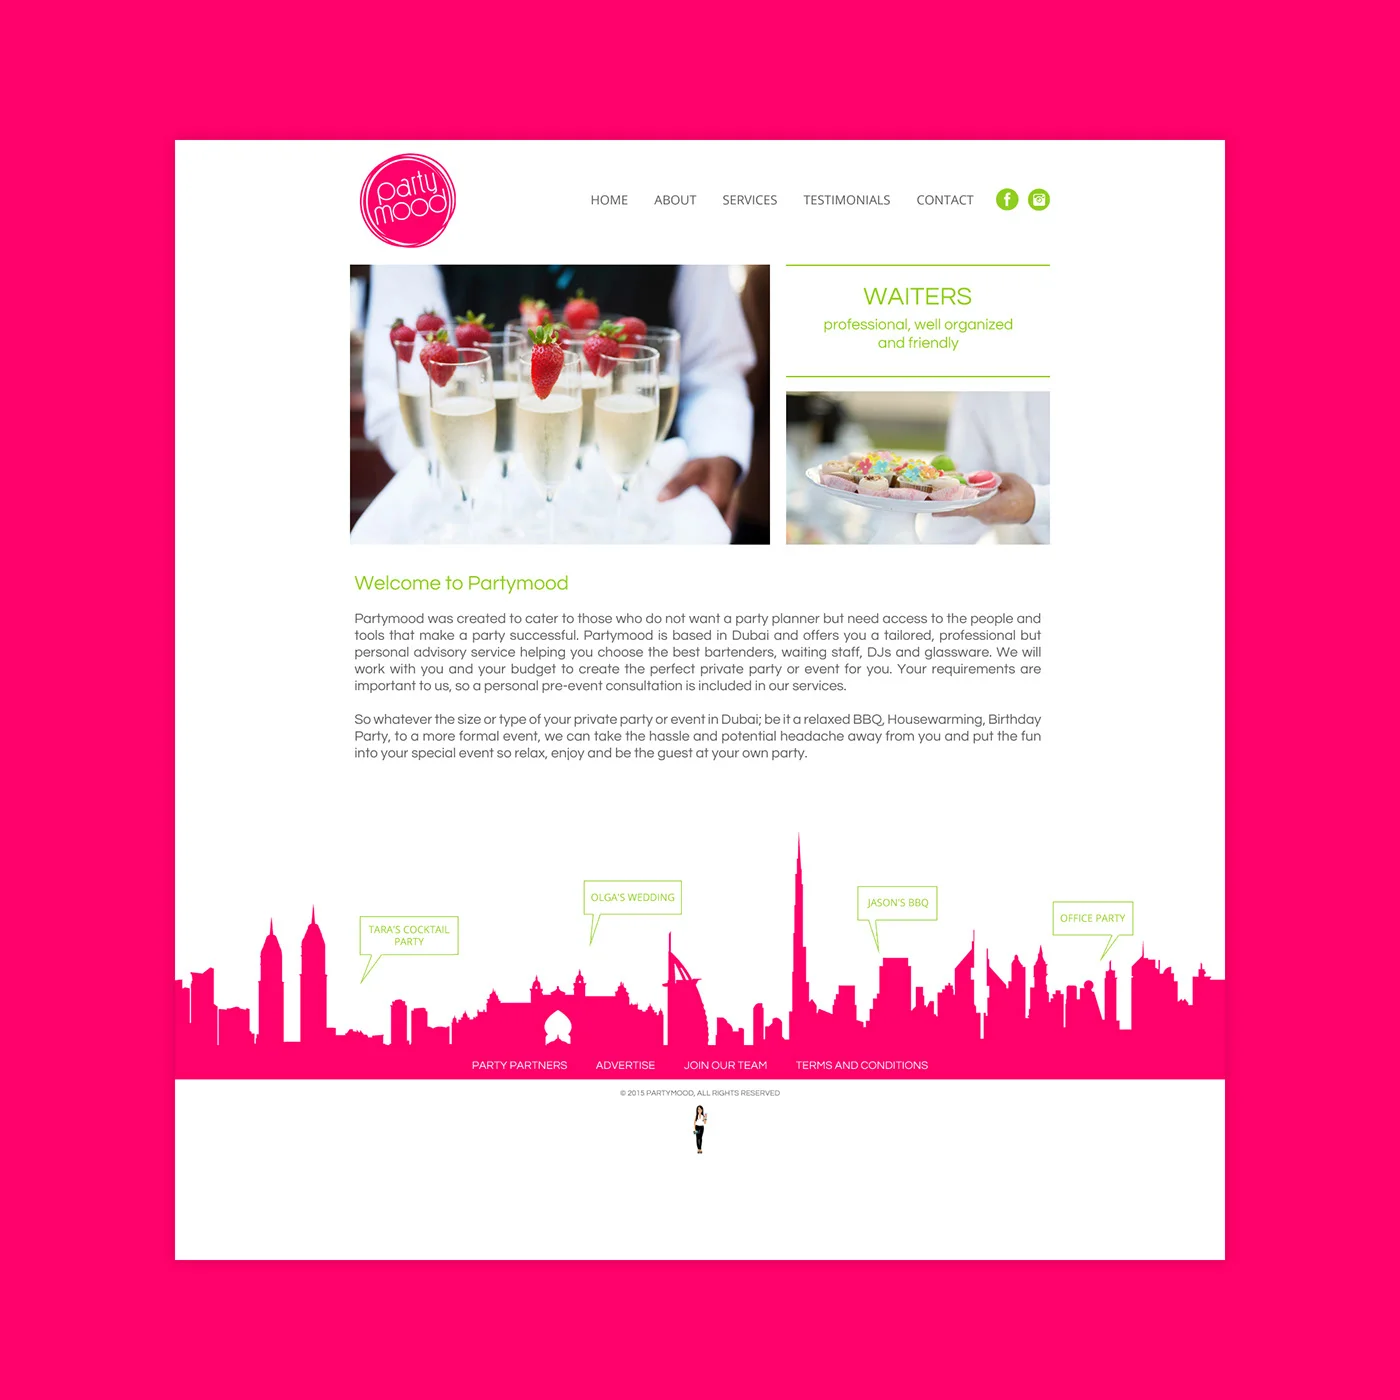 party
mood
HOME ABOUT SERVICES TESTIMONIALS CONTACT
WAITERS
professional, well organized
and friendly
Welcome to Partymood
Partymood was created to cater to those who do not want a party planner but need access to the people and
tools that make a party successful. Partymood is based in Dubai and offers you a tailored, professional but
personal advisory service helping you choose the best bartenders, waiting staff, DJs and glassware. We will
work with you and your budget to create the perfect private party or event for you. Your requirements are
important to us, so a personal pre-event consultation is included in our services.
So whatever the size or type of your private party or event in Dubai; be it a relaxed BBQ, Housewarming, Birthday
Party, to a more formal event, we can take the hassle and potential headache away from you and put the fun
into your special event so relax, enjoy and be the guest at your own party.
TARA'S COCKTAIL
PARTY
OLGA'S WEDDING
JASON'S BBQ
OFFICE PARTY
PARTY PARTNERS ADVERTISE JOIN OUR TEAM TERMS AND CONDITIONS
© 2015 PARTYMOOD, ALL RIGHTS RESERVED